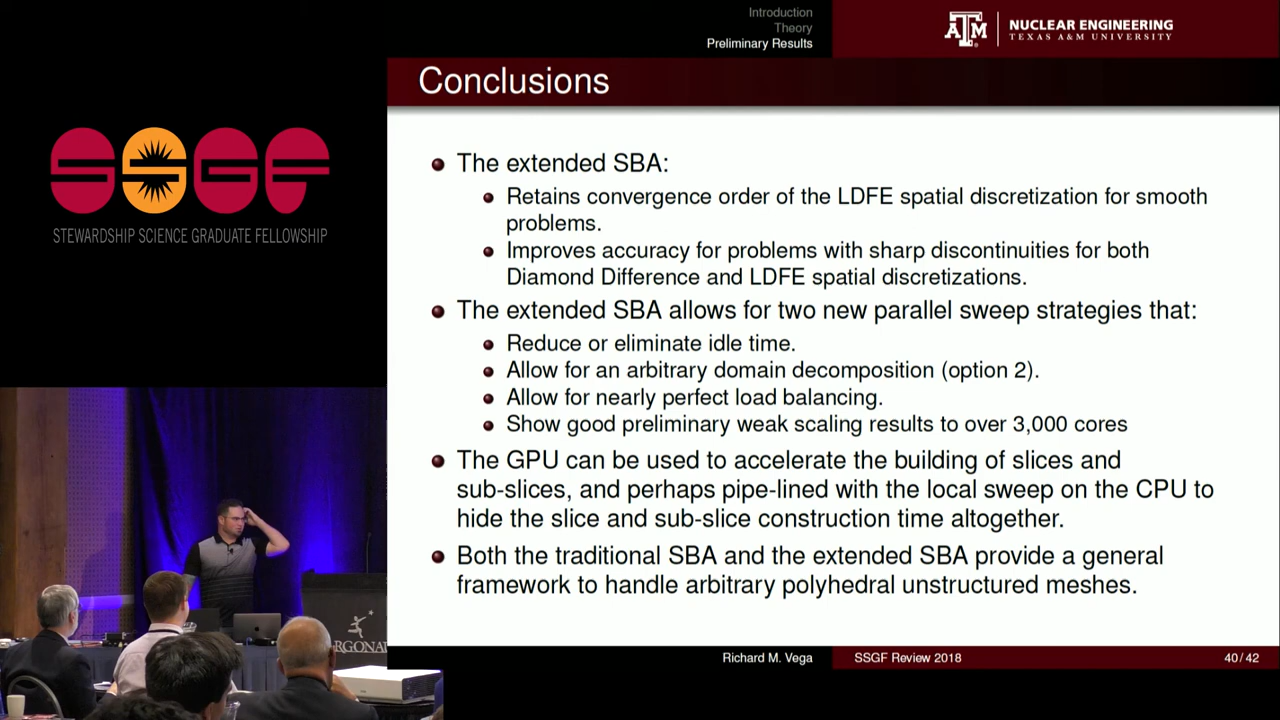 Introduction
Theory
Preliminary Results
ATM
NUCLEAR ENGINEERING
TEXAS A&M UNIVERSITY
Conclusions
SSGF
STEWARDSHIP SCIENCE GRADUATE FELLOWSHIP
The extended SBA:
Retains convergence order of the LDFE spatial discretization for smooth
problems.
Improves accuracy for problems with sharp discontinuities for both
Diamond Difference and LDFE spatial discretizations.
The extended SBA allows for two new parallel sweep strategies that:
Reduce or eliminate idle time.
Allow for an arbitrary domain decomposition (option 2).
Allow for nearly perfect load balancing.
Show good preliminary weak scaling results to over 3,000 cores
The GPU can be used to accelerate the building of slices and
sub-slices, and perhaps pipe-lined with the local sweep on the CPU to
hide the slice and sub-slice construction time altogether.
Both the traditional SBA and the extended SBA provide a general
framework to handle arbitrary polyhedral unstructured meshes.
RGONA
Richard M. Vega
SSGF Review 2018
40/42